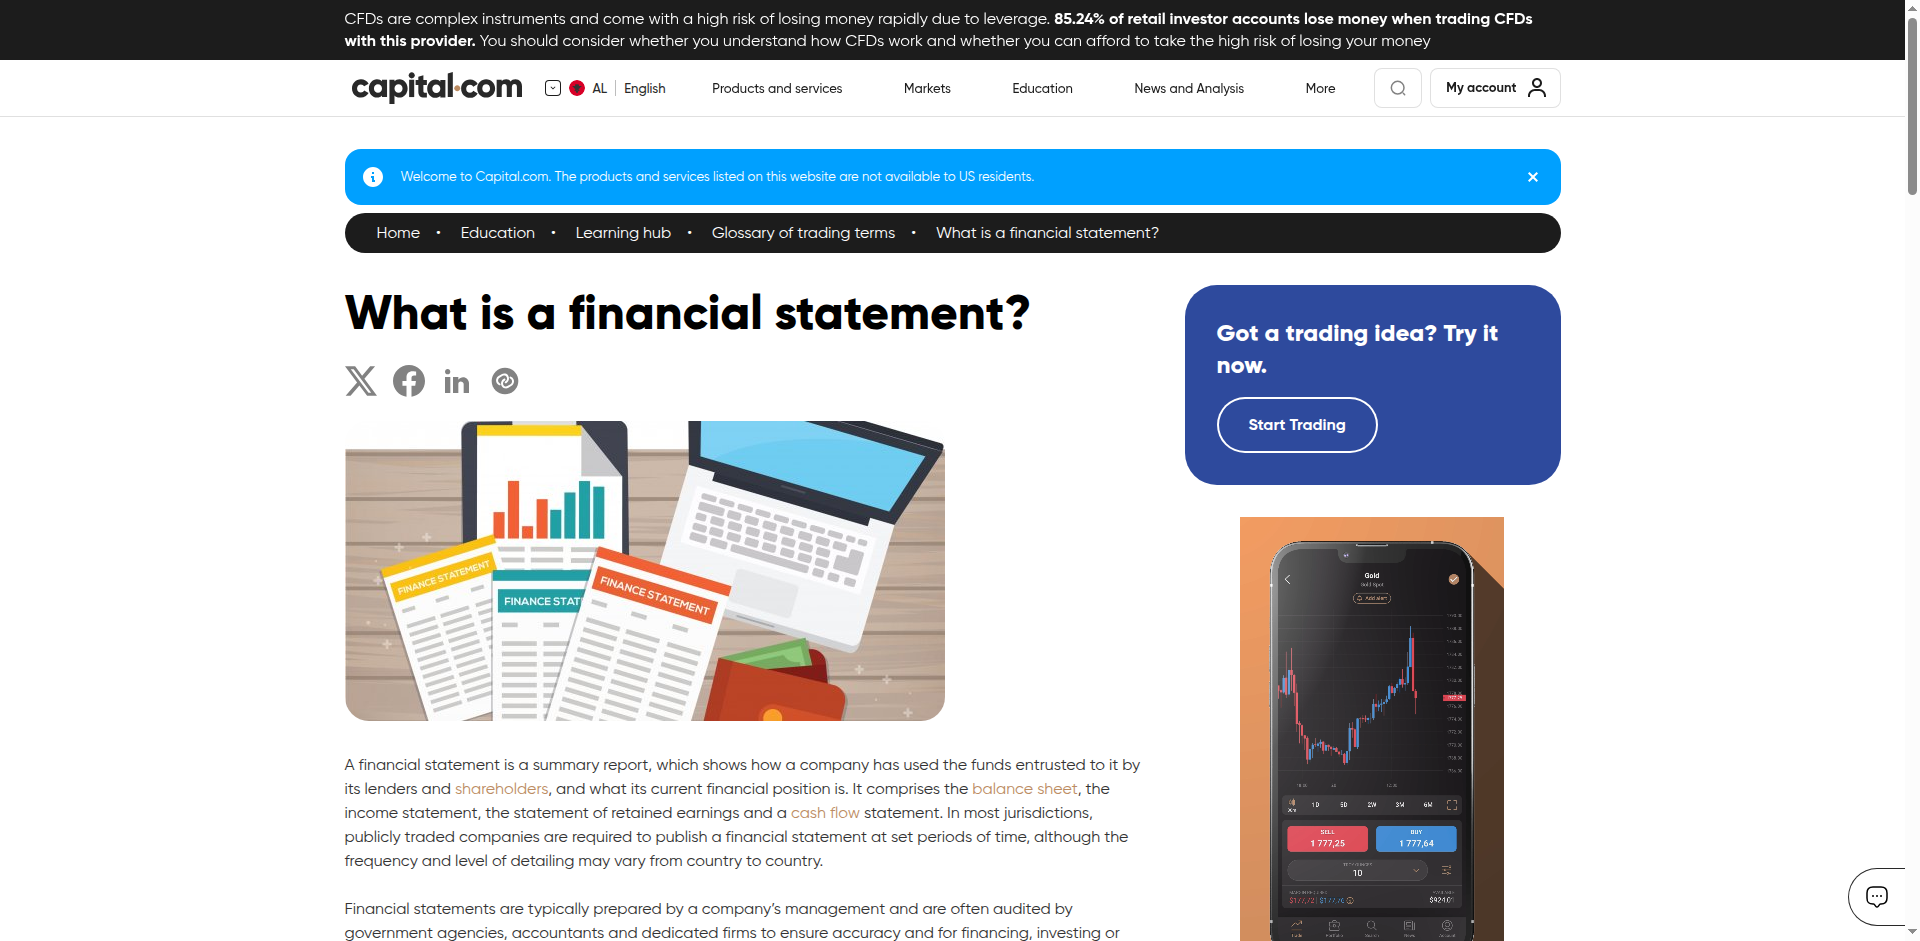 CFDs are complex instruments and come with a high risk of losing money rapidly due to leverage. 85.24% of retail investor accounts lose money when trading CFDs
with this provider. You should consider whether you understand how CFDs work and whether you can afford to take the high risk of losing your money
capital.com
AL | English
Products and services
Markets
Education
News and Analysis
More
My account
Welcome to Capital.com. The products and services listed on this website are not available to US residents.
Home • Education • Learning hub • Glossary of trading terms • What is a financial statement?
What is a financial statement?
Got a trading idea? Try it
now.
Start Trading
FINANCE STATEMENT
FINANCE STAT
FINANCE STATEMENT
Gold
Gold Spot
Add alert
1D 5D 2W 3M 6M
SELL
1 777,25
BUY
1 777,64
10
$924.01
A financial statement is a summary report, which shows how a company has used the funds entrusted to it by
its lenders and shareholders, and what its current financial position is. It comprises the balance sheet, the
income statement, the statement of retained earnings and a cash flow statement. In most jurisdictions,
publicly traded companies are required to publish a financial statement at set periods of time, although the
frequency and level of detailing may vary from country to country.
Financial statements are typically prepared by a company’s management and are often audited by
government agencies, accountants and dedicated firms to ensure accuracy and for financing, investing or